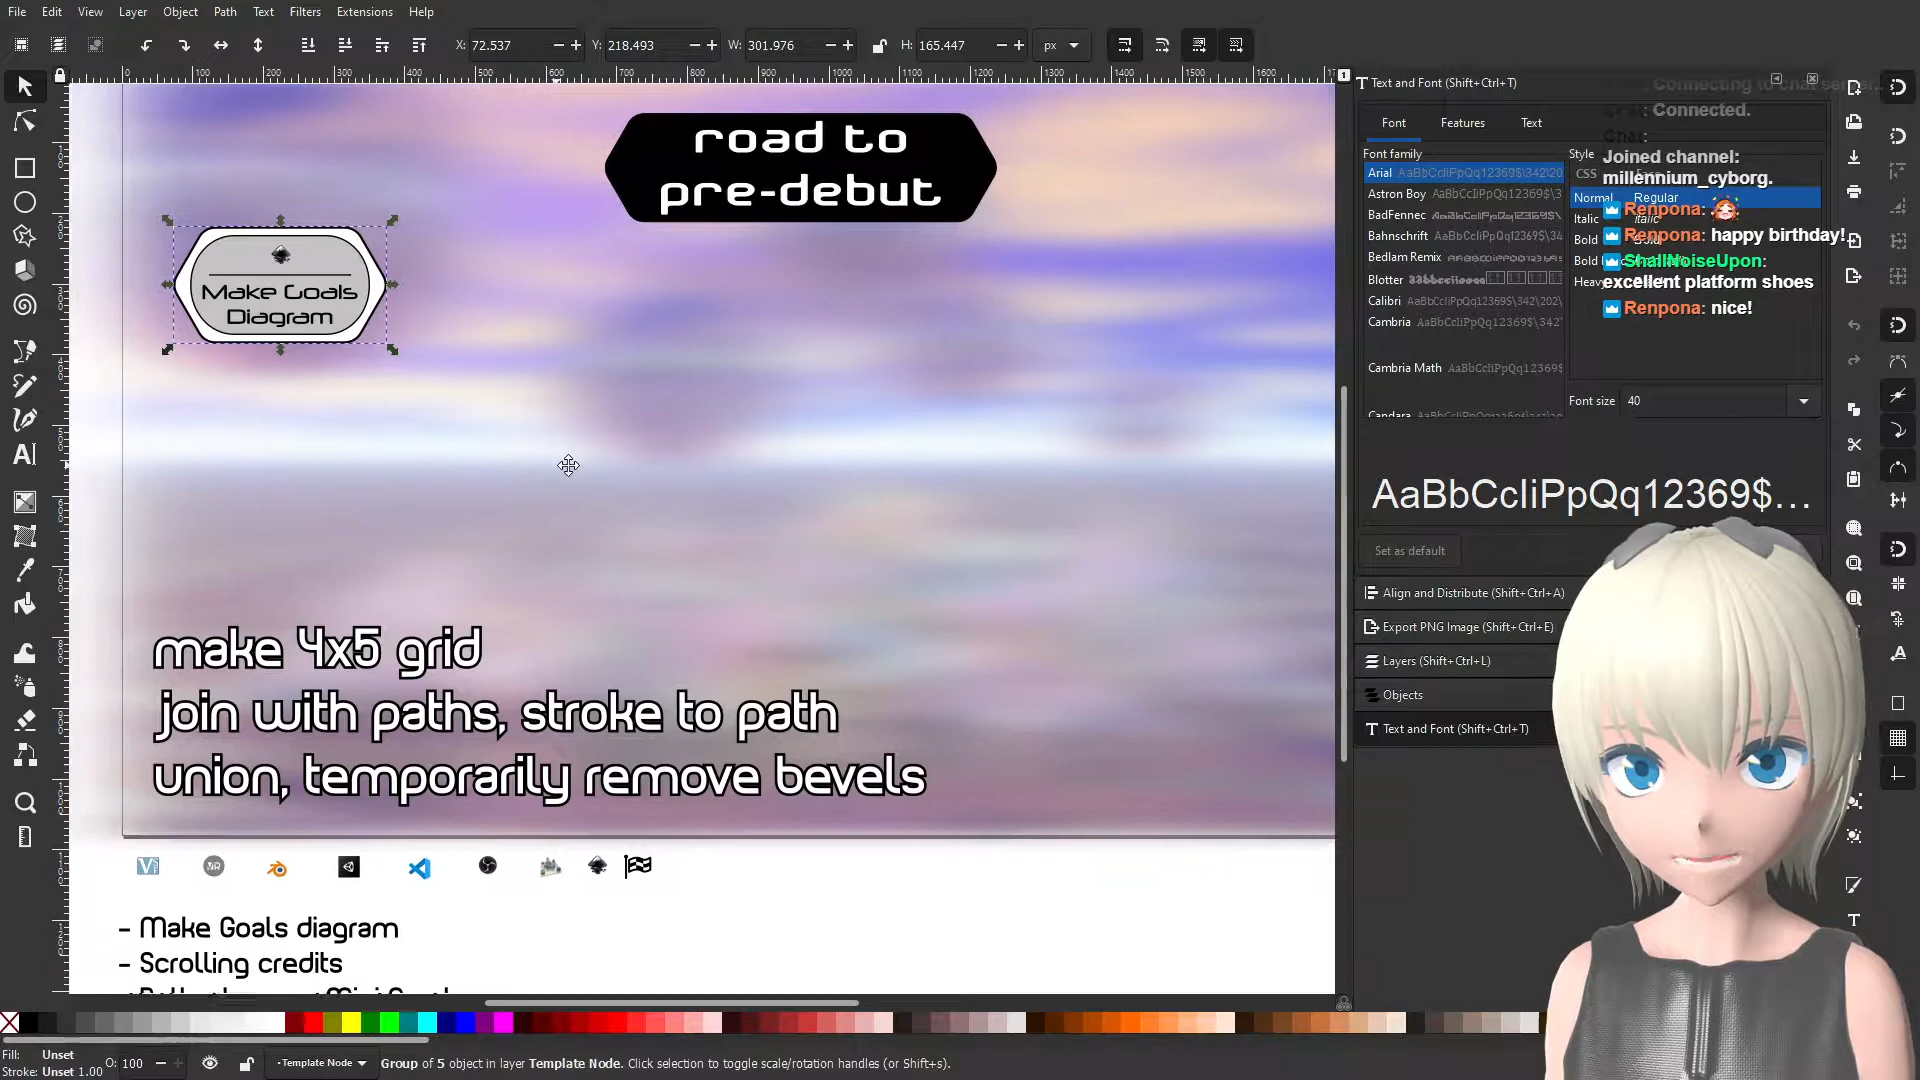 File Edit View Layer Object Path Text Filters Extensions Help
X: 72.537 Y: 218.493 W: 301.976 H: 165.447 px
road to
pre-debut
Make Goals
Diagram
make 4x5 grid
join with paths, stroke to path
union, temporarily remove bevels
- Make Goals diagram
- Scrolling credits
Text and Font (Shift+Ctrl+T)
Font Features Text
Font family Style
Arial
Astron Boy
BadFennec
Bahnschrift
Bedlam Remix
Blotter
Calibri
Cambria
Cambria Math
Candara
CSS
Normal Regular
Italic Italic
Bold
Bold
Connecting to chat server...
Connected.
Joined channel:
millennium_cyborg.
Renpona:
Renpona: happy birthday!
ShallNoiseUpon:
excellent platform shoes
Renpona: nice!
Font size 40
AaBbCcIiPpQq12369$...
Set as default
Align and Distribute (Shift+Ctrl+A)
Export PNG Image (Shift+Ctrl+E)
Layers (Shift+Ctrl+L)
Objects
Text and Font (Shift+Ctrl+T)
Fill: Unset
Stroke: Unset 1.00
O: 100
Template Node
Group of 5 object in layer Template Node. Click selection to toggle scale/rotation handles (or Shift+s).